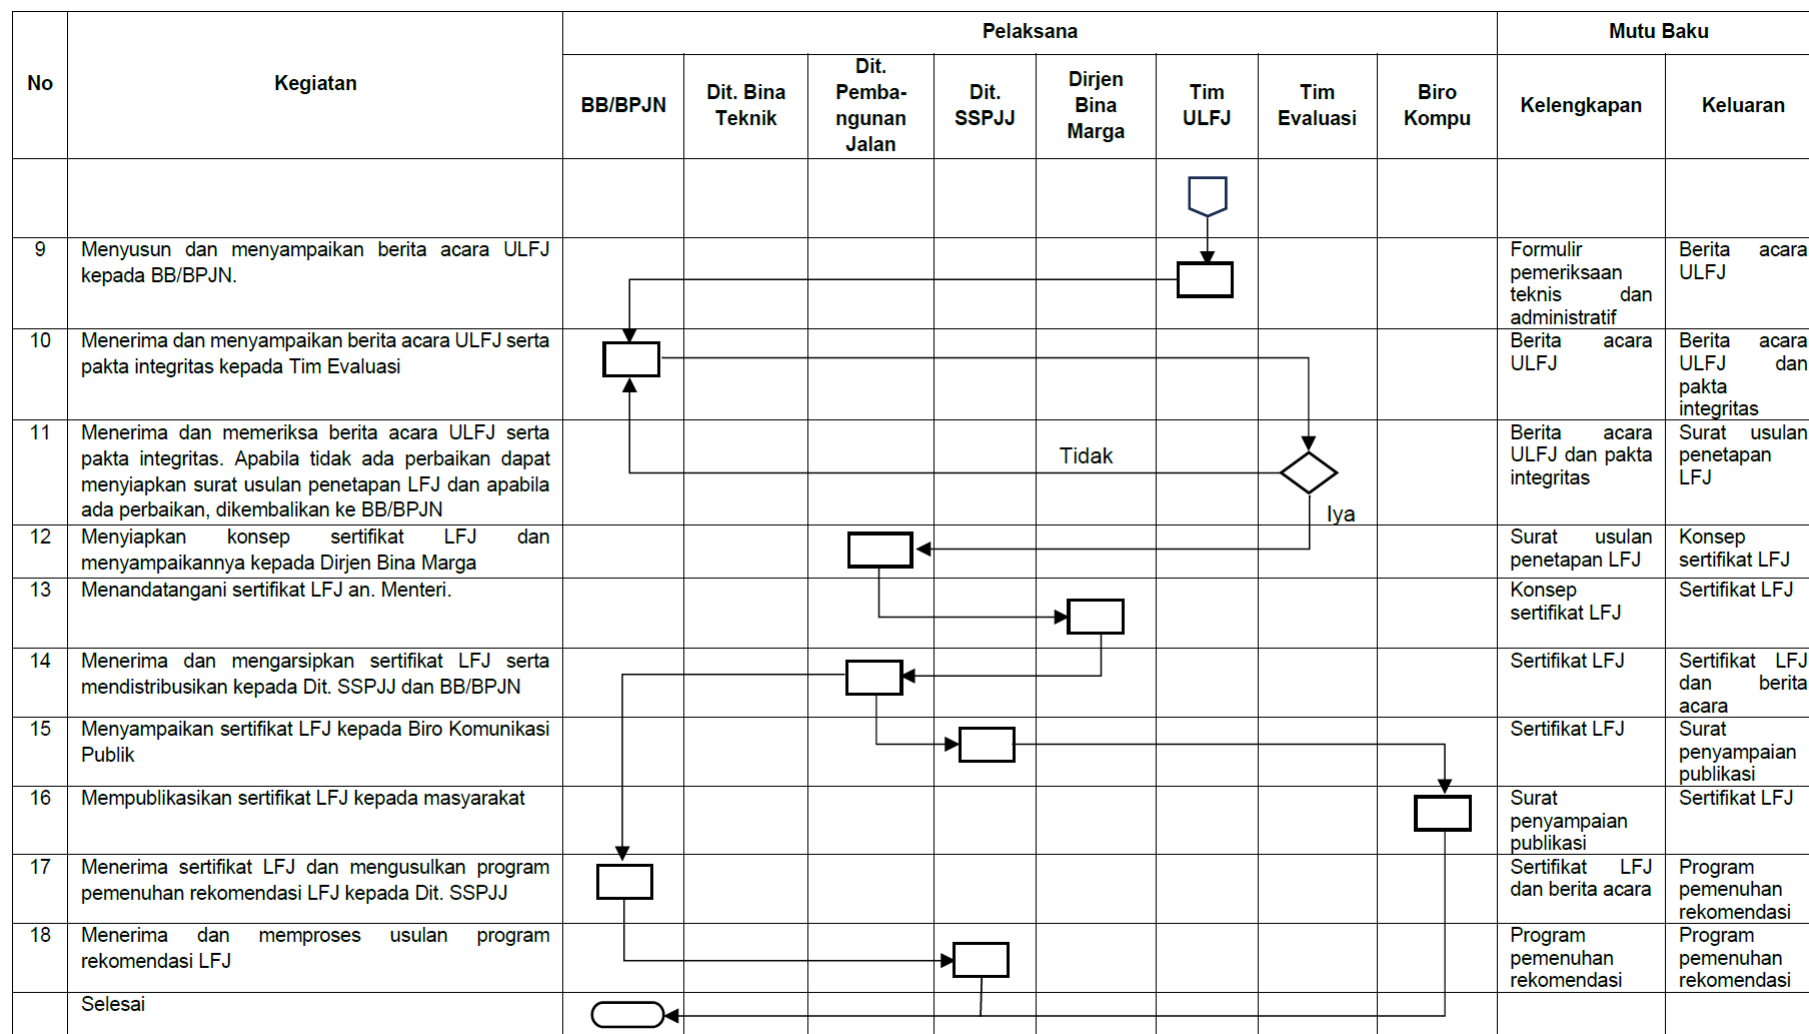 No
Kegiatan
Pelaksana
Mutu Baku
BB/BPJN
Dit. Bina
Teknik
Dit.
Pemba-
ngunan
Jalan
Dit.
SSPJJ
Dirjen
Bina
Marga
Tim
ULFJ
Tim
Evaluasi
Biro
Kompu
Kelengkapan
Keluaran
9
Menyusun dan menyampaikan berita acara ULFJ
kepada BB/BPJN.
Formulir
pemeriksaan
teknis dan
administratif
Berita acara
ULFJ
10
Menerima dan menyampaikan berita acara ULFJ serta
pakta integritas kepada Tim Evaluasi
Berita acara
ULFJ
Berita acara
ULFJ dan
pakta
integritas
11
Menerima dan memeriksa berita acara ULFJ serta
pakta integritas. Apabila tidak ada perbaikan dapat
menyiapkan surat usulan penetapan LFJ dan apabila
ada perbaikan, dikembalikan ke BB/BPJN
Tidak
Iya
Berita acara
ULFJ dan pakta
integritas
Surat usulan
penetapan
LFJ
12
Menyiapkan konsep sertifikat LFJ dan
menyampaikannya kepada Dirjen Bina Marga
Surat usulan
penetapan LFJ
Konsep
sertifikat LFJ
13
Menandatangani sertifikat LFJ an. Menteri.
Konsep
sertifikat LFJ
Sertifikat LFJ
14
Menerima dan mengarsipkan sertifikat LFJ serta
mendistribusikan kepada Dit. SSPJJ dan BB/BPJN
Sertifikat LFJ
Sertifikat LFJ
dan berita
acara
15
Menyampaikan sertifikat LFJ kepada Biro Komunikasi
Publik
Sertifikat LFJ
Surat
penyampaian
publikasi
16
Mempublikasikan sertifikat LFJ kepada masyarakat
Surat
penyampaian
publikasi
Sertifikat LFJ
17
Menerima sertifikat LFJ dan mengusulkan program
pemenuhan rekomendasi LFJ kepada Dit. SSPJJ
Sertifikat LFJ
dan berita acara
Program
pemenuhan
rekomendasi
18
Menerima dan memproses usulan program
rekomendasi LFJ
Program
pemenuhan
rekomendasi
Program
pemenuhan
rekomendasi
Selesai